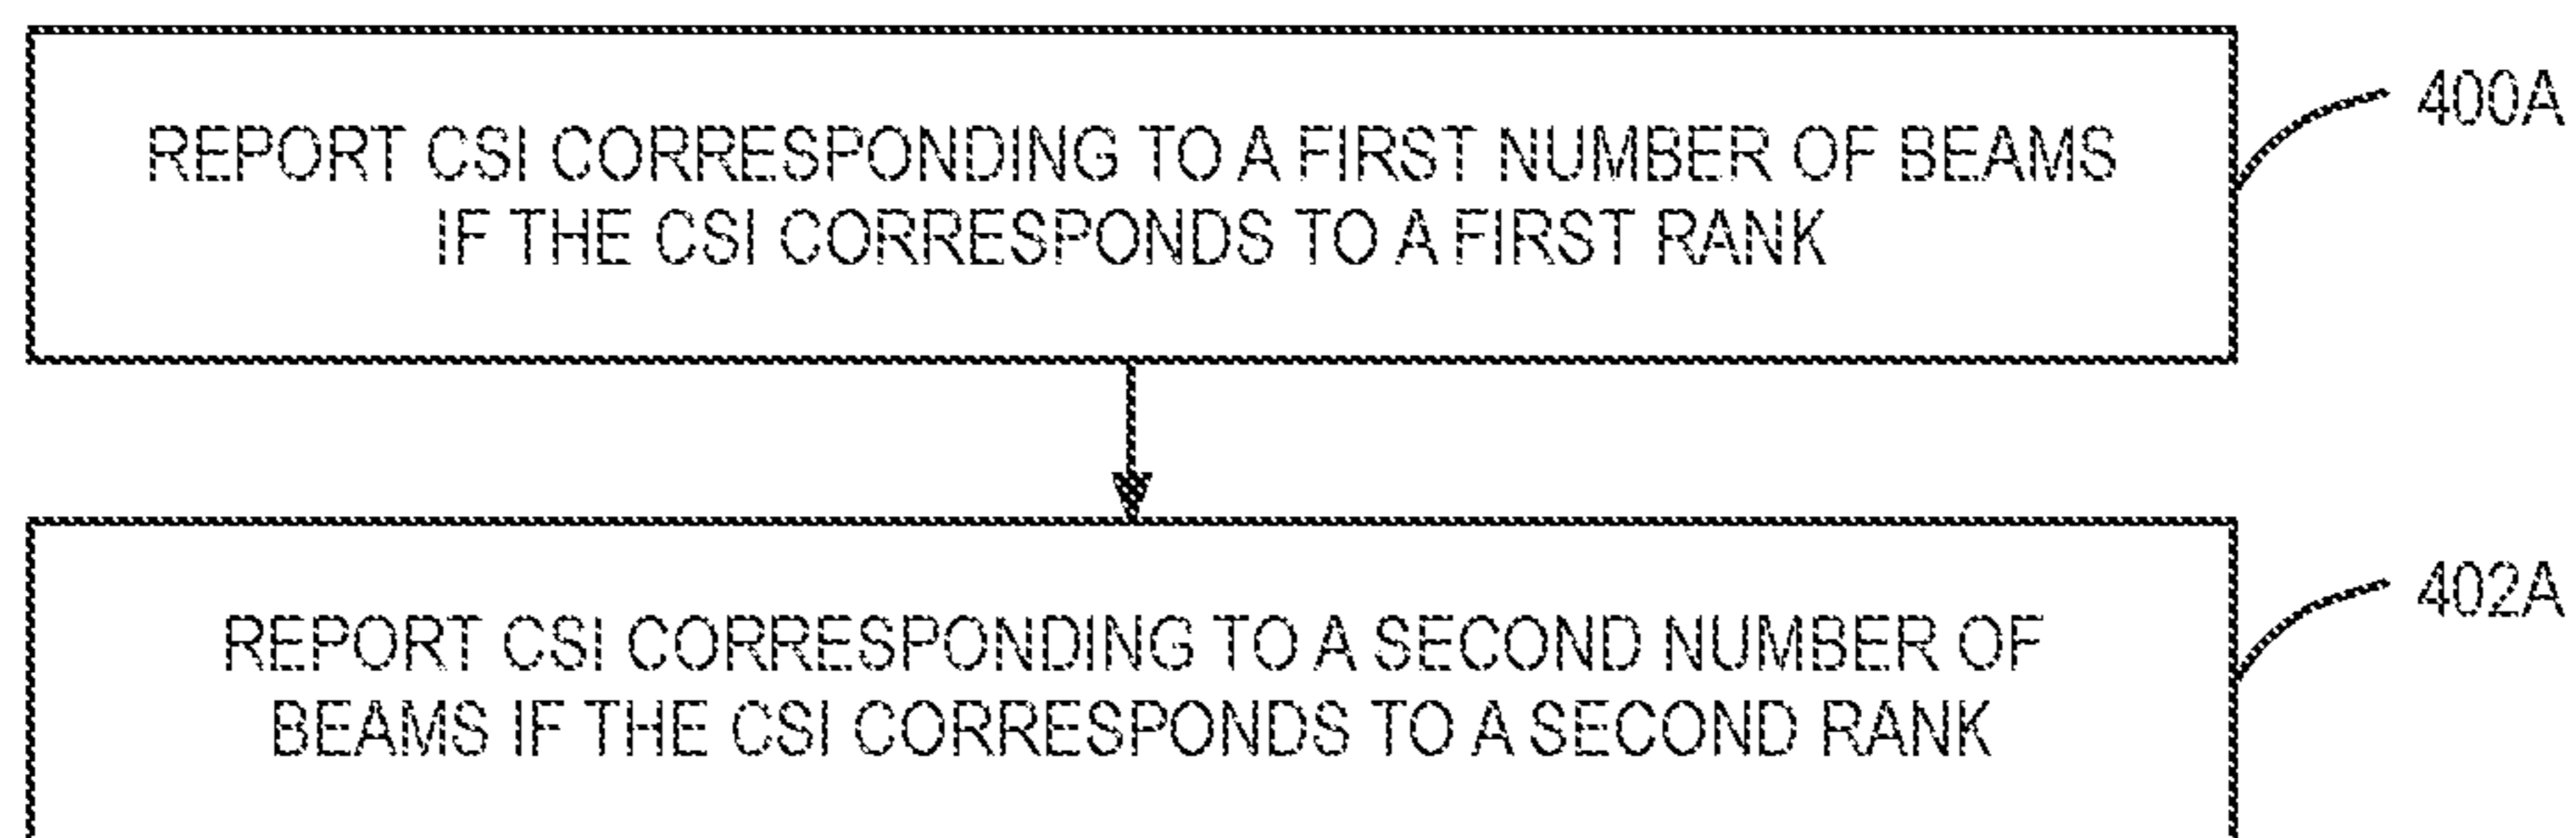 REPORT CSI CORRESPONDING TO A FIRST NUMBER OF BEAMS
IF THE CSI CORRESPONDS TO A FIRST RANK
400A
REPORT CSI CORRESPONDING TO A SECOND NUMBER OF
BEAMS IF THE CSI CORRESPONDS TO A SECOND RANK
402A